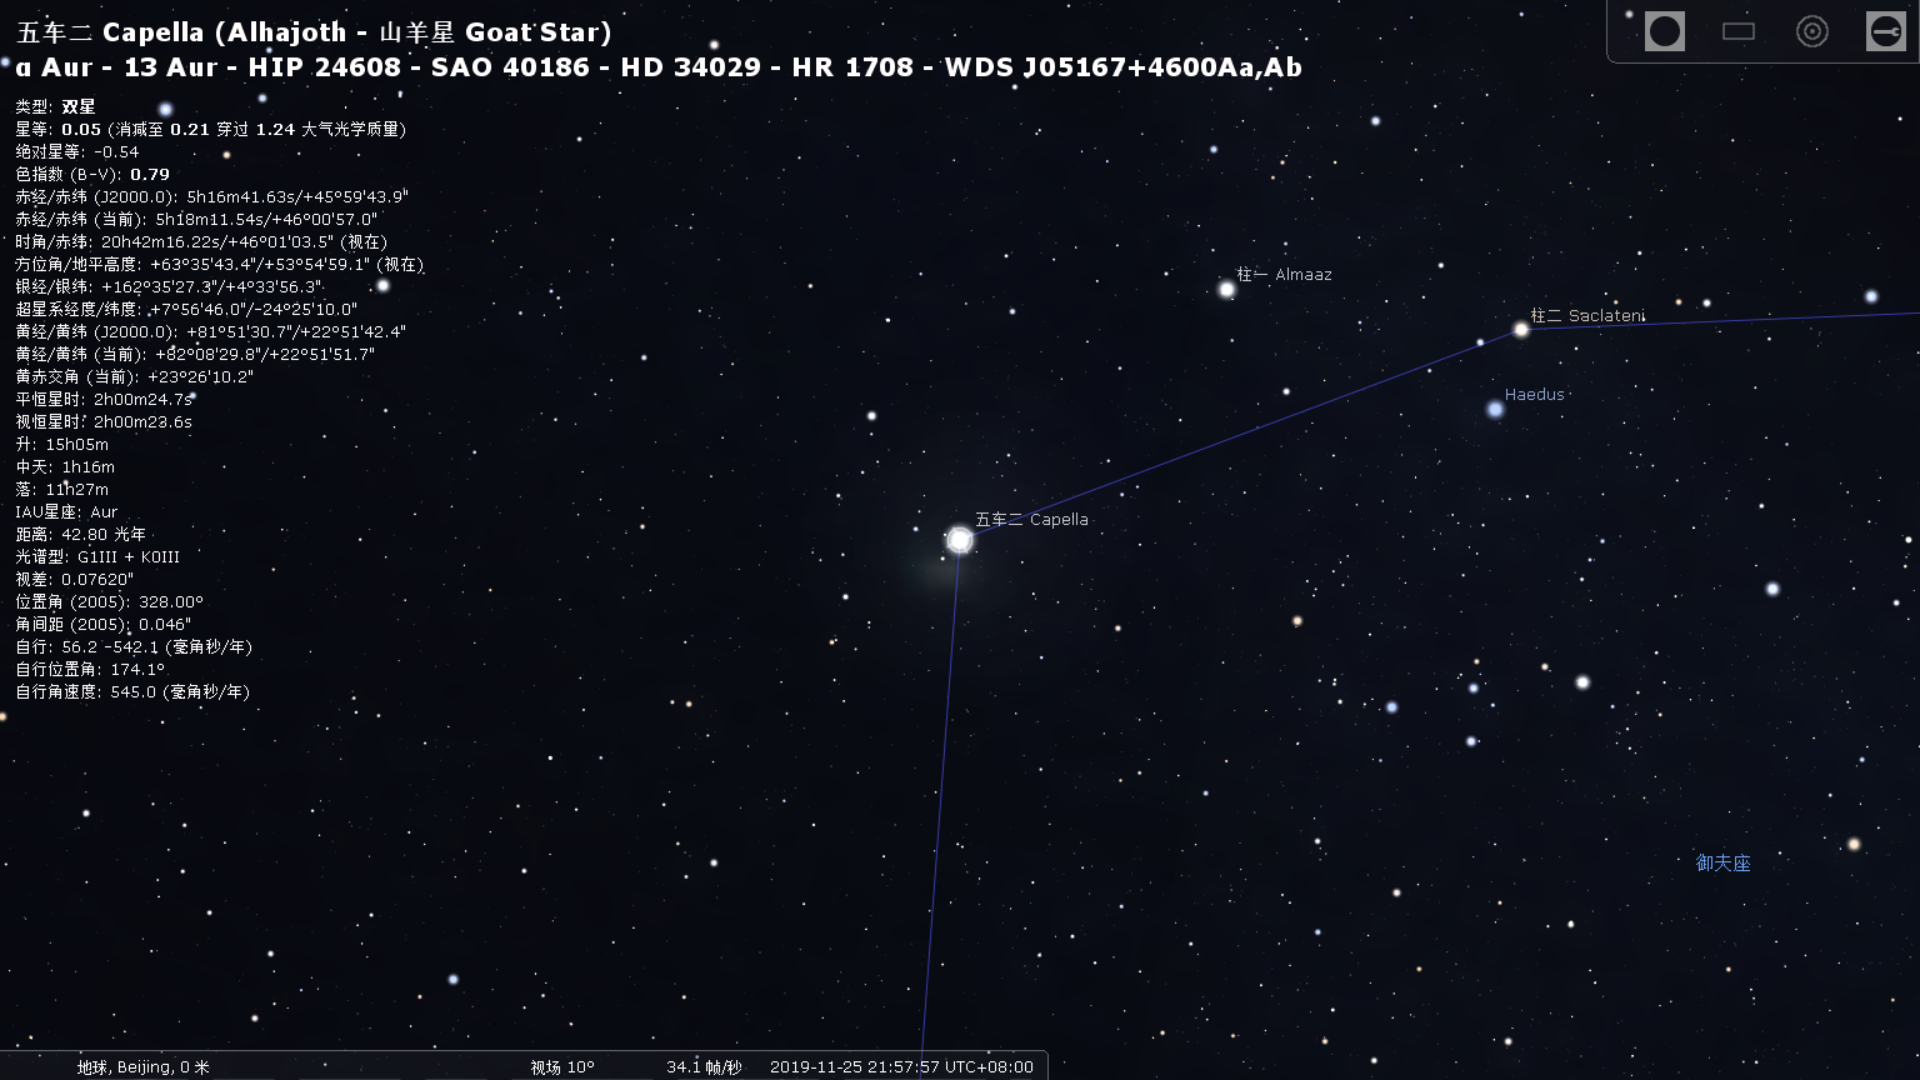 五车二 Capella (Alhajoth - 山羊星 Goat Star)
α Aur - 13 Aur - HIP 24608 - SAO 40186 - HD 34029 - HR 1708 - WDS J05167+4600Aa,Ab
类型: 双星
星等: 0.05 (消减至 0.21 穿过 1.24 大气光学质量)
绝对星等: -0.54
色指数 (B-V): 0.79
赤经/赤纬 (J2000.0): 5h16m41.63s/+45°59'43.9"
赤经/赤纬 (当前): 5h18m11.54s/+46°00'57.0"
时角/赤纬: 20h42m16.22s/+46°01'03.5" (视在)
方位角/地平高度: +63°35'43.4"/+53°54'59.1" (视在)
银经/银纬: +162°35'27.3"/+4°33'56.3"
超星系经度/纬度: +7°56'46.0"/-24°25'10.0"
黄经/黄纬 (J2000.0): +81°51'30.7"/+22°51'42.4"
黄经/黄纬 (当前): +82°08'29.8"/+22°51'51.7"
黄赤交角 (当前): +23°26'10.2"
平恒星时: 2h00m24.7s
视恒星时: 2h00m23.6s
升: 15h05m
中天: 1h16m
落: 11h27m
IAU星座: Aur
距离: 42.80 光年
光谱型: G1III + K0III
视差: 0.07620"
位置角 (2005): 328.00°
角间距 (2005): 0.046"
自行: 56.2 -542.1 (毫角秒/年)
自行位置角: 174.1°
自行角速度: 545.0 (毫角秒/年)
柱一 Almaaz
柱二 Saclateni
Haedus
五车二 Capella
御夫座
地球, Beijing, 0 米 视场 10° 34.1 帧/秒 2019-11-25 21:57:57 UTC+08:00